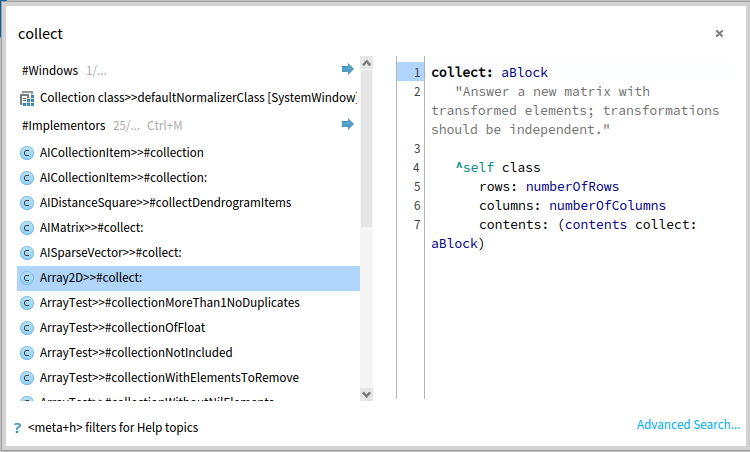 collect
#Windows 1/...
Collection class>>defaultNormalizerClass [SystemWindow]
#Implementors 25/... Ctrl+M
AICollectionItem>>#collection
AICollectionItem>>#collection:
AIDistanceSquare>>#collectDendrogramItems
AIMatrix>>#collect:
AISparseVector>>#collect:
Array2D>>#collect:
ArrayTest>>#collectionMoreThan1NoDuplicates
ArrayTest>>#collectionOfFloat
ArrayTest>>#collectionNotIncluded
ArrayTest>>#collectionWithElementsToRemove
ArrayTest>>#collectionWithoutNilElements
1 collect: aBlock
2 "Answer a new matrix with
transformed elements; transformations
should be independent."
3
4 ^self class
5 rows: numberOfRows
6 columns: numberOfColumns
7 contents: (contents collect:
aBlock)
? <meta+h> filters for Help topics
Advanced Search...